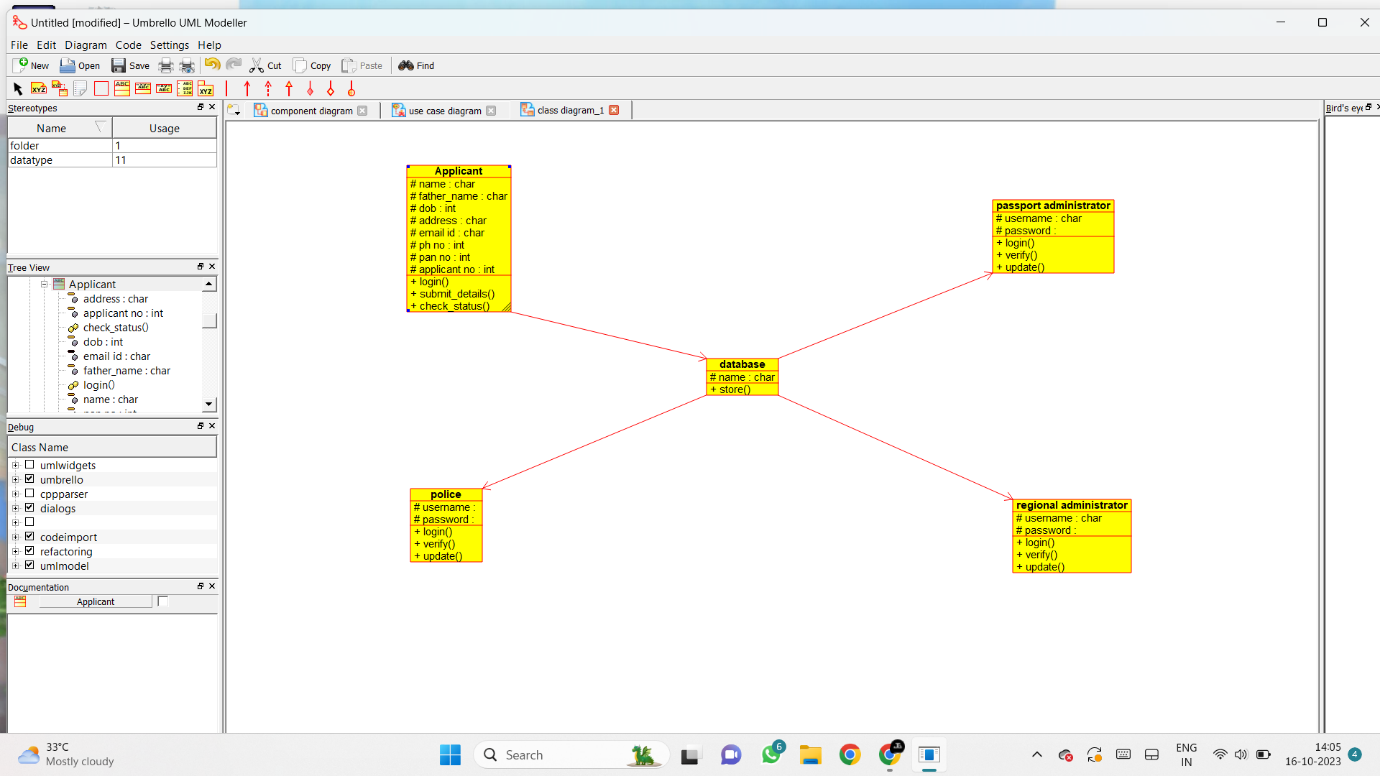 Untitled [modified] – Umbrello UML Modeller
File Edit Diagram Code Settings Help
New Open Save Cut Copy Paste Find
Stereotypes
Name Usage
folder 1
datatype 11
Tree View
Applicant
address : char
applicant no : int
check_status()
dob : int
email id : char
father_name : char
login()
name : char
Debug
Class Name
umlwidgets
umbrello
cppparser
dialogs
codeimport
refactoring
umlmodel
Documentation
Applicant
component diagram use case diagram class diagram_1
Bird's eye
Applicant
# name : char
# father_name : char
# dob : int
# address : char
# email id : char
# ph no : int
# pan no : int
# applicant no : int
+ login()
+ submit_details()
+ check_status()
passport administrator
# username : char
# password :
+ login()
+ verify()
+ update()
database
# name : char
+ store()
police
# username :
# password :
+ login()
+ verify()
+ update()
regional administrator
# username : char
# password :
+ login()
+ verify()
+ update()
33°C
Mostly cloudy
Search
6
ENG
IN
14:05
16-10-2023
4